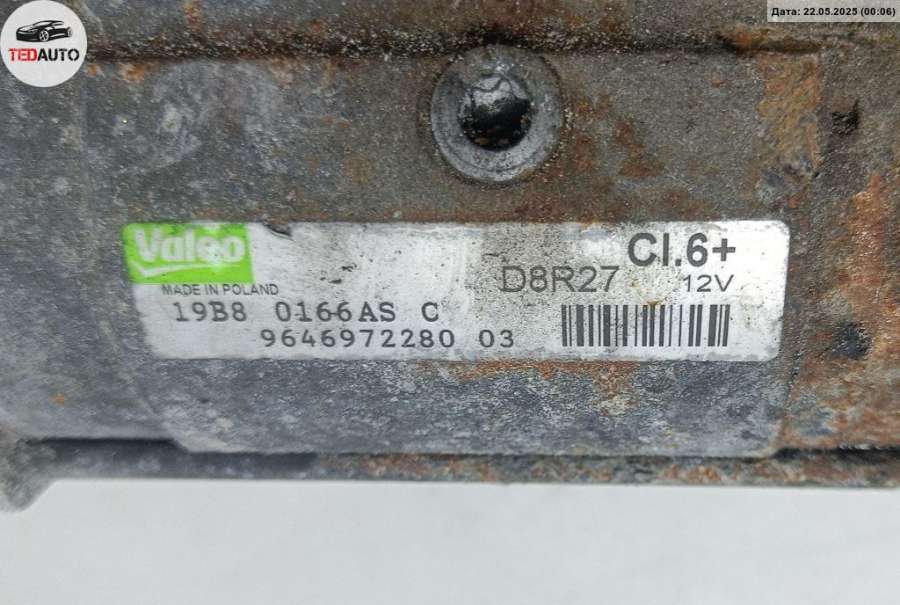 Дата: 22.05.2025 (00:06)
TEDAUTO
Valeo
MADE IN POLAND
Cl.6+
D8R27
12V
19B8 0166AS C
9646972280 03